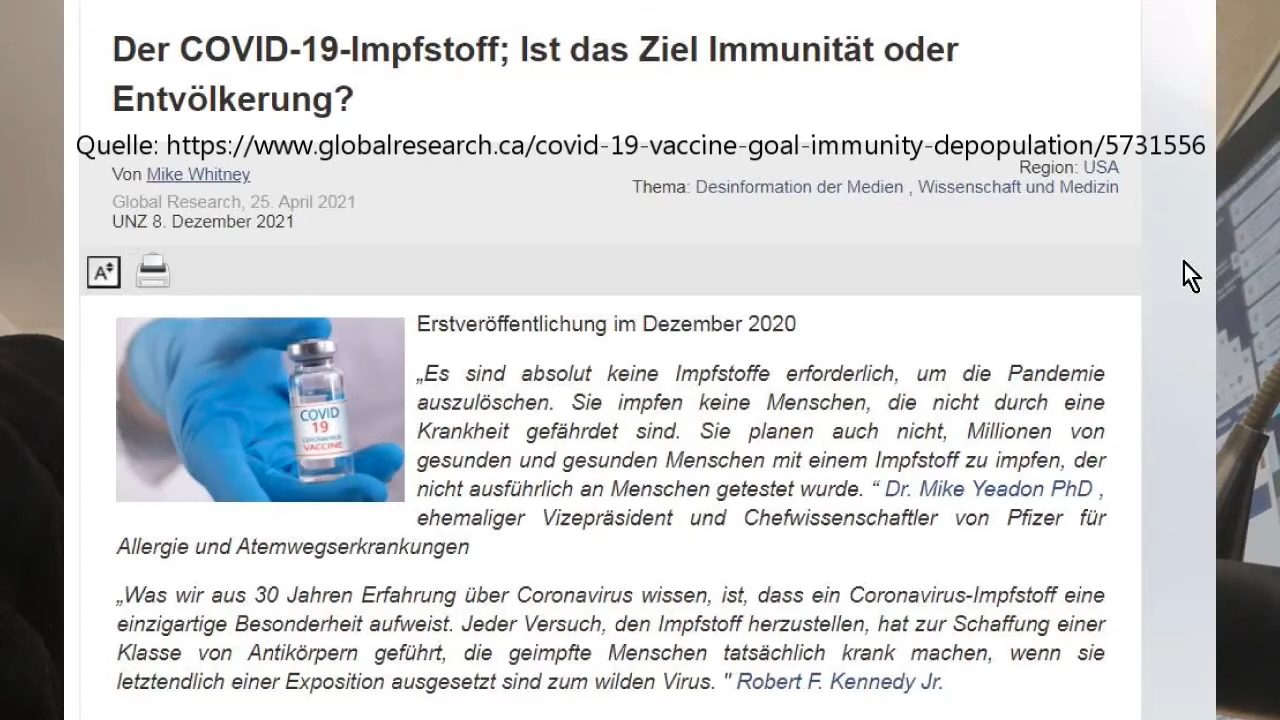 Der COVID-19-Impfstoff; Ist das Ziel Immunität oder
Entvölkerung?
Quelle: https://www.globalresearch.ca/covid-19-vaccine-goal-immunity-depopulation/5731556
Region: USA
Von Mike Whitney
Thema: Desinformation der Medien , Wissenschaft und Medizin
Global Research, 25. April 2021
UNZ 8. Dezember 2021
A
Erstveröffentlichung im Dezember 2020
„Es sind absolut keine Impfstoffe erforderlich, um die Pandemie
auszulöschen. Sie impfen keine Menschen, die nicht durch eine
Krankheit gefährdet sind. Sie planen auch nicht, Millionen von
gesunden und gesunden Menschen mit einem Impfstoff zu impfen, der
nicht ausführlich an Menschen getestet wurde. “ Dr. Mike Yeadon PhD ,
ehemaliger Vizepräsident und Chefwissenschaftler von Pfizer für
Allergie und Atemwegserkrankungen
COVID
19
CORONAVIRUS
VACCINE
„Was wir aus 30 Jahren Erfahrung über Coronavirus wissen, ist, dass ein Coronavirus-Impfstoff eine
einzigartige Besonderheit aufweist. Jeder Versuch, den Impfstoff herzustellen, hat zur Schaffung einer
Klasse von Antikörpern geführt, die geimpfte Menschen tatsächlich krank machen, wenn sie
letztendlich einer Exposition ausgesetzt sind zum wilden Virus. " Robert F. Kennedy Jr.